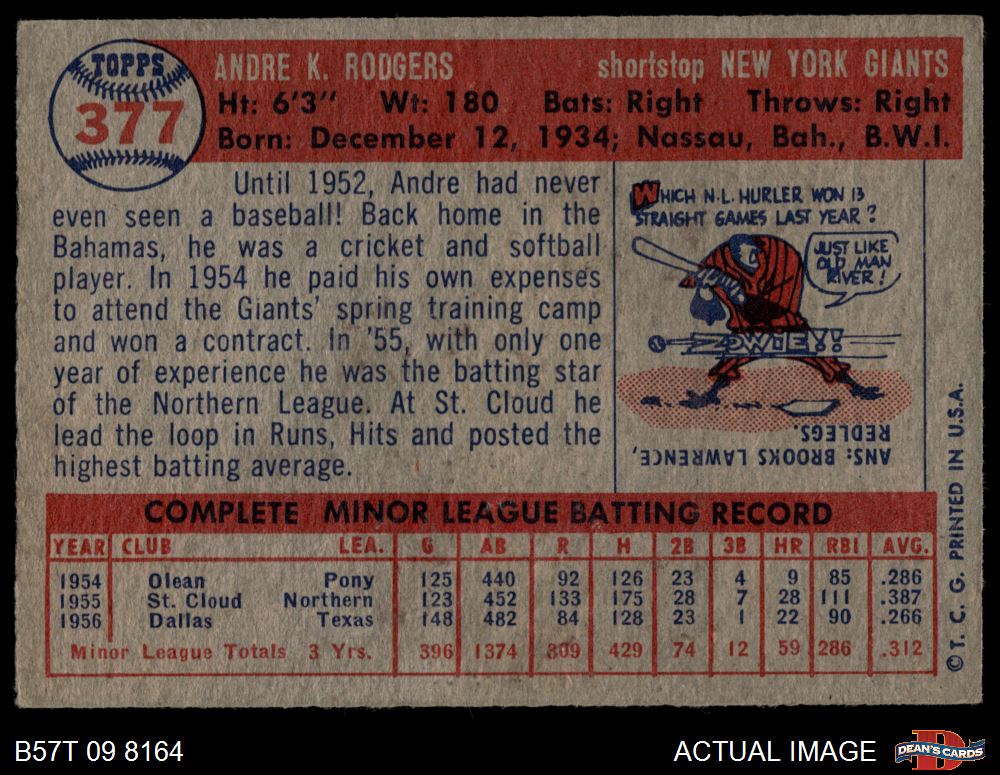 TOPPS
377
ANDRE K. RODGERS shortstop NEW YORK GIANTS
Ht: 6'3" Wt: 180 Bats: Right Throws: Right
Born: December 12, 1934; Nassau, Bah., B.W.I.
Until 1952, Andre had never
even seen a baseball! Back home in the
Bahamas, he was a cricket and softball
player. In 1954 he paid his own expenses
to attend the Giants' spring training camp
and won a contract. In '55, with only one
year of experience he was the batting star
of the Northern League. At St. Cloud he
lead the loop in Runs, Hits and posted the
highest batting average.
WHICH N.L. HURLER WON 13
STRAIGHT GAMES LAST YEAR?
JUST LIKE
OLD MAN
RIVER!
ZOWIE!!
ANS: BROOKS LAWRENCE,
REDLEGS.
COMPLETE MINOR LEAGUE BATTING RECORD
YEAR CLUB LEA. G AB R H 2B 3B HR RBI AVG.
1954 Olean Pony 125 440 92 126 23 4 9 85 .286
1955 St. Cloud Northern 123 452 133 175 28 7 28 111 .387
1956 Dallas Texas 148 482 84 128 23 1 22 90 .266
Minor League Totals 3 Yrs. 396 1374 309 429 74 12 59 286 .312
© T. C. G. PRINTED IN U.S.A.
B57T 09 8164 ACTUAL IMAGE
DEAN'S CARDS